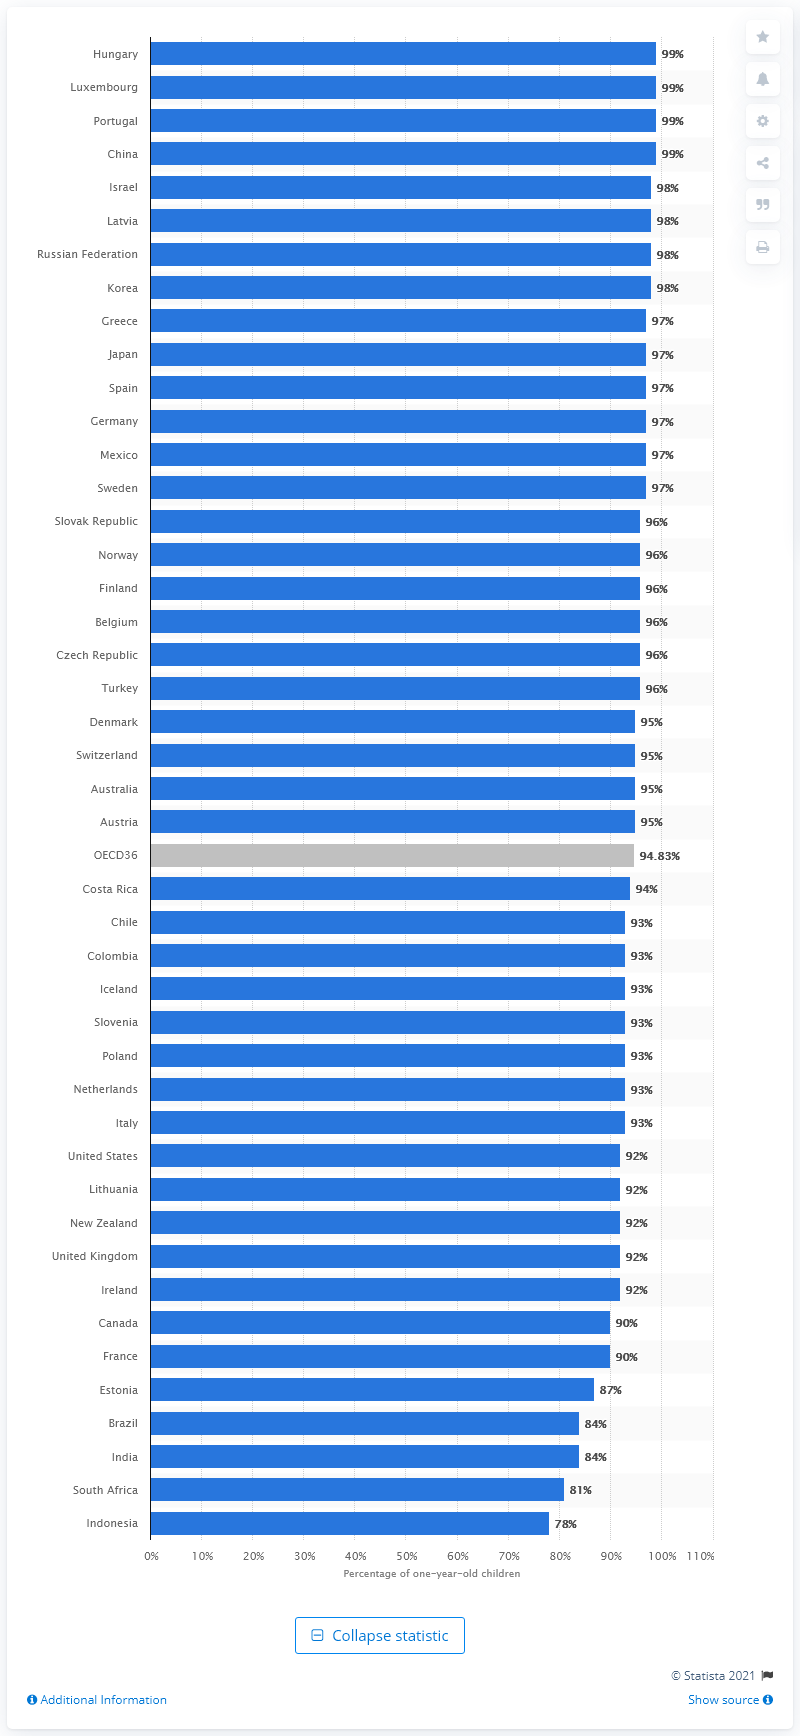 Hungary 99%
Luxembourg 99%
Portugal 99%
China 99%
Israel 98%
Latvia 98%
Russian Federation 98%
Korea 98%
Greece 97%
Japan 97%
Spain 97%
Germany 97%
Mexico 97%
Sweden 97%
Slovak Republic 96%
Norway 96%
Finland 96%
Belgium 96%
Czech Republic 96%
Turkey 96%
Denmark 95%
Switzerland 95%
Australia 95%
Austria 95%
OECD36 94.83%
Costa Rica 94%
Chile 93%
Colombia 93%
Iceland 93%
Slovenia 93%
Poland 93%
Netherlands 93%
Italy 93%
United States 92%
Lithuania 92%
New Zealand 92%
United Kingdom 92%
Ireland 92%
Canada 90%
France 90%
Estonia 87%
Brazil 84%
India 84%
South Africa 81%
Indonesia 78%
0% 10% 20% 30% 40% 50% 60% 70% 80% 90% 100% 110%
Percentage of one-year-old children
Collapse statistic
© Statista 2021
Additional Information Show source